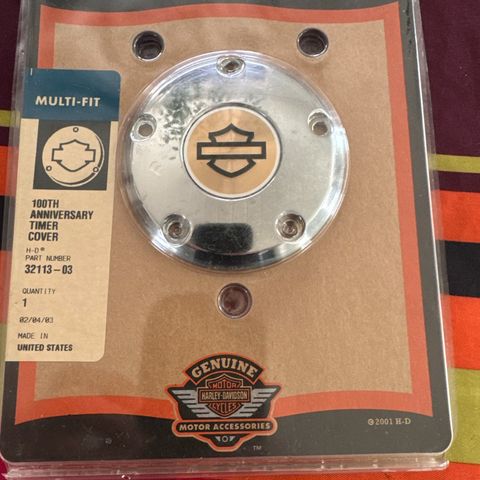 MULTI-FIT
100TH
ANNIVERSARY
TIMER
COVER
H-D®
PART NUMBER
32113-03
QUANTITY
1
02/04/03
MADE IN
UNITED STATES
GENUINE
MOTOR
HARLEY-DAVIDSON
CYCLES
MOTOR ACCESSORIES
™
©2001 H-D